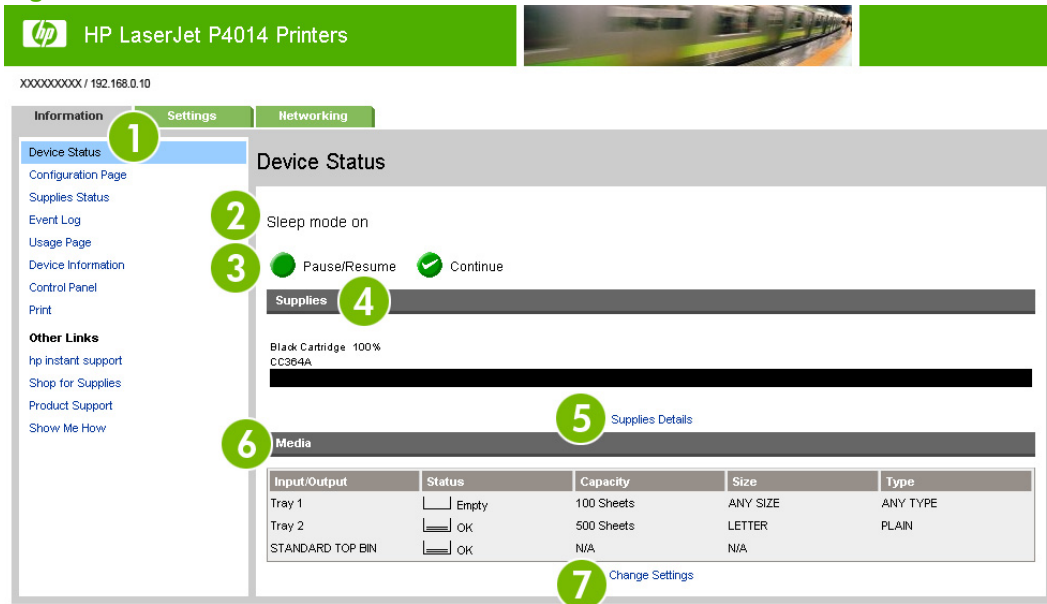 hp HP LaserJet P4014 Printers
XXXXXXXXX / 192.168.0.10
Information Settings Networking
1
Device Status
Configuration Page
Supplies Status
Event Log
Usage Page
Device Information
Control Panel
Print
Other Links
hp instant support
Shop for Supplies
Product Support
Show Me How
Device Status
2 Sleep mode on
3 Pause/Resume Continue
Supplies 4
Black Cartridge 100%
CC364A
5 Supplies Details
6 Media
Input/Output Status Capacity Size Type
Tray 1 Empty 100 Sheets ANY SIZE ANY TYPE
Tray 2 OK 500 Sheets LETTER PLAIN
STANDARD TOP BIN OK N/A N/A
7 Change Settings